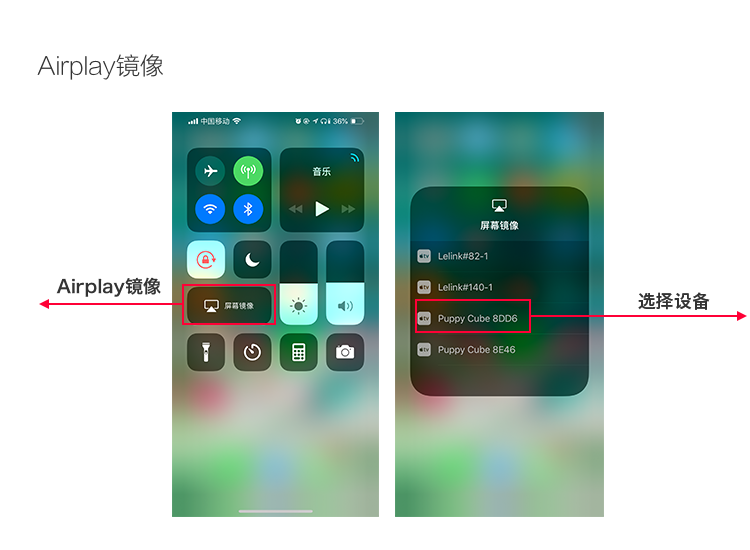 Airplay镜像
中国移动
36%
音乐
Airplay镜像
屏幕镜像
屏幕镜像
tv Lelink#82-1
tv Lelink#140-1
tv Puppy Cube 8DD6
tv Puppy Cube 8E46
选择设备